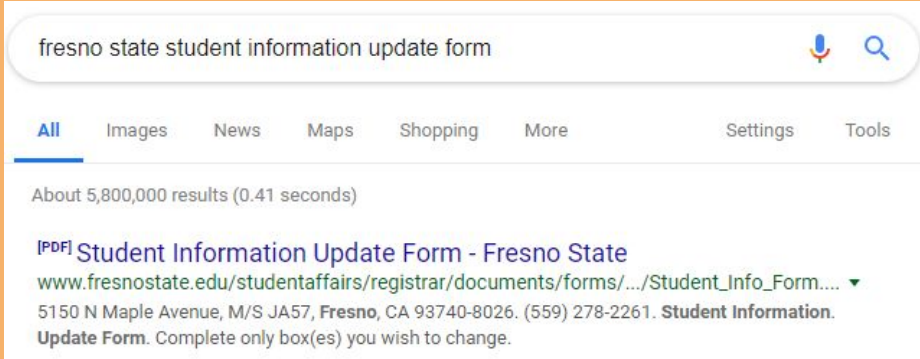 fresno state student information update form
All Images News Maps Shopping More Settings Tools
About 5,800,000 results (0.41 seconds)
[PDF] Student Information Update Form - Fresno State
www.fresnostate.edu/studentaffairs/registrar/documents/forms/.../Student_Info_Form....
5150 N Maple Avenue, M/S JA57, Fresno, CA 93740-8026. (559) 278-2261. Student Information.
Update Form. Complete only box(es) you wish to change.